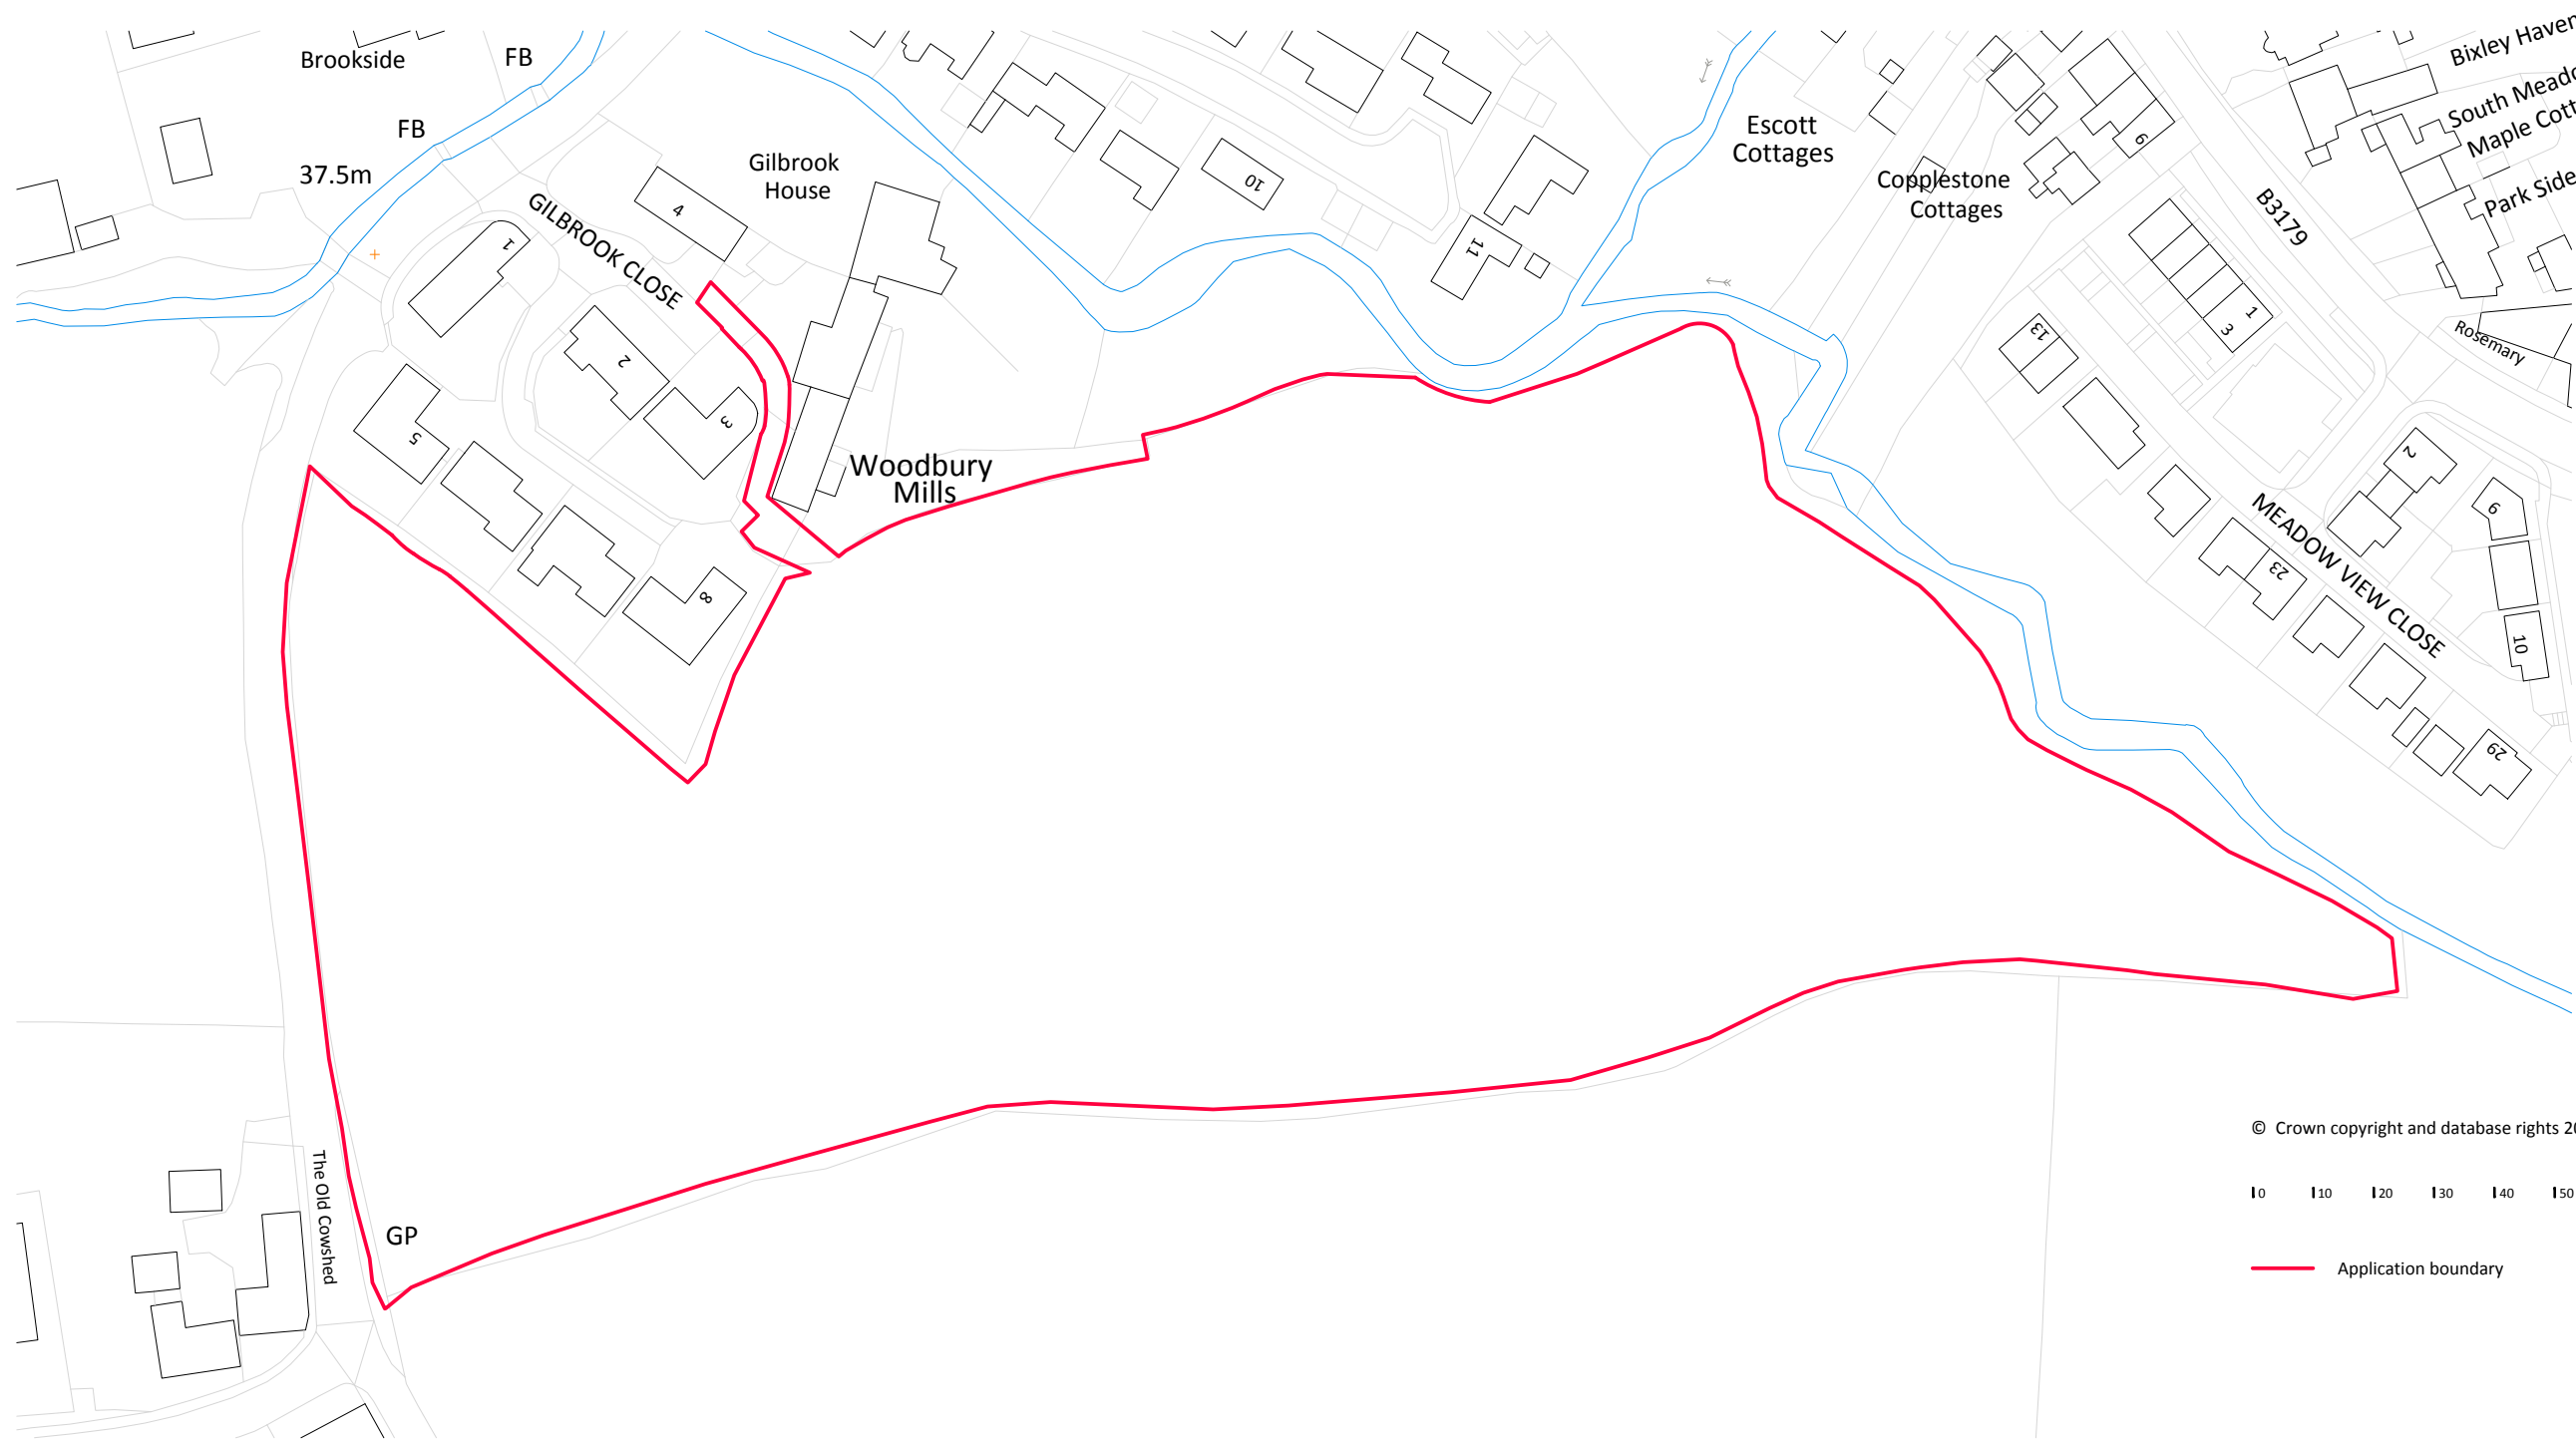 Brookside
FB
FB
37.5m
Gilbrook
House
GILBROOK CLOSE
4
1
2
3
5
8
10
11
Escott
Cottages
Copplestone
Cottages
Bixley Haven
South Meado
Maple Cott
Park Side
B3179
Rosemary
6
1
3
13
2
6
10
23
29
MEADOW VIEW CLOSE
Woodbury
Mills
The Old Cowshed
GP
© Crown copyright and database rights 20
0 10 20 30 40 50
Application boundary